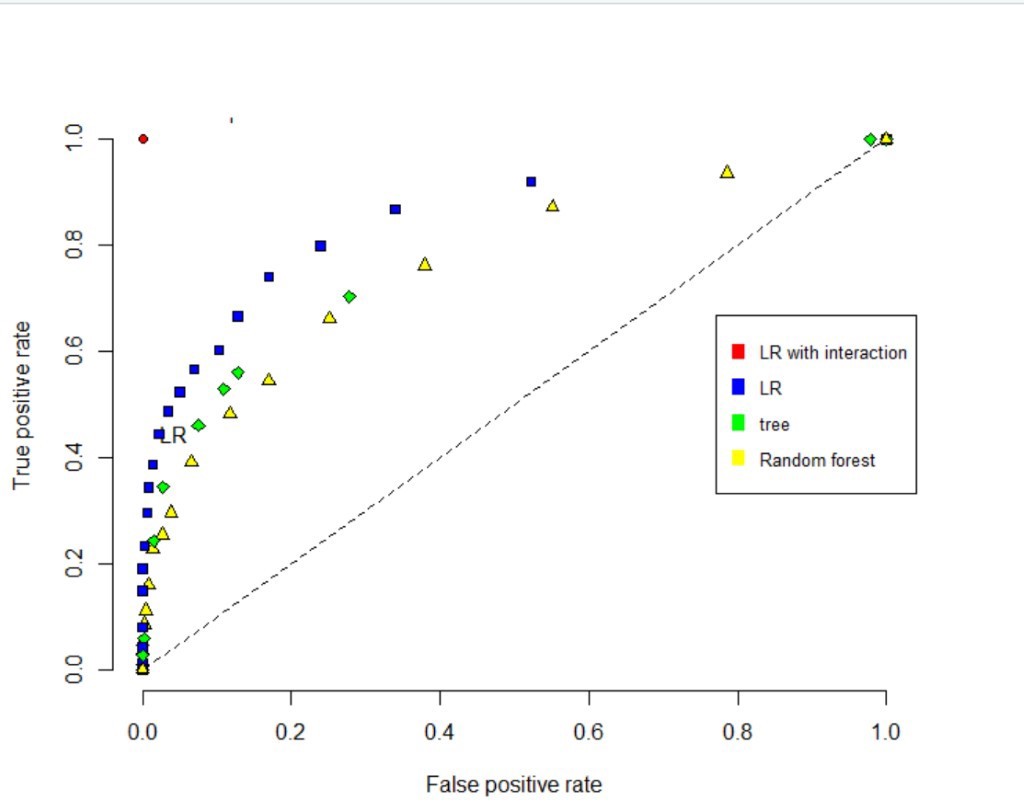 1.0
0.8
0.6
0.4
0.2
0.0
True positive rate
LR
LR with interaction
LR
tree
Random forest
0.0 0.2 0.4 0.6 0.8 1.0
False positive rate